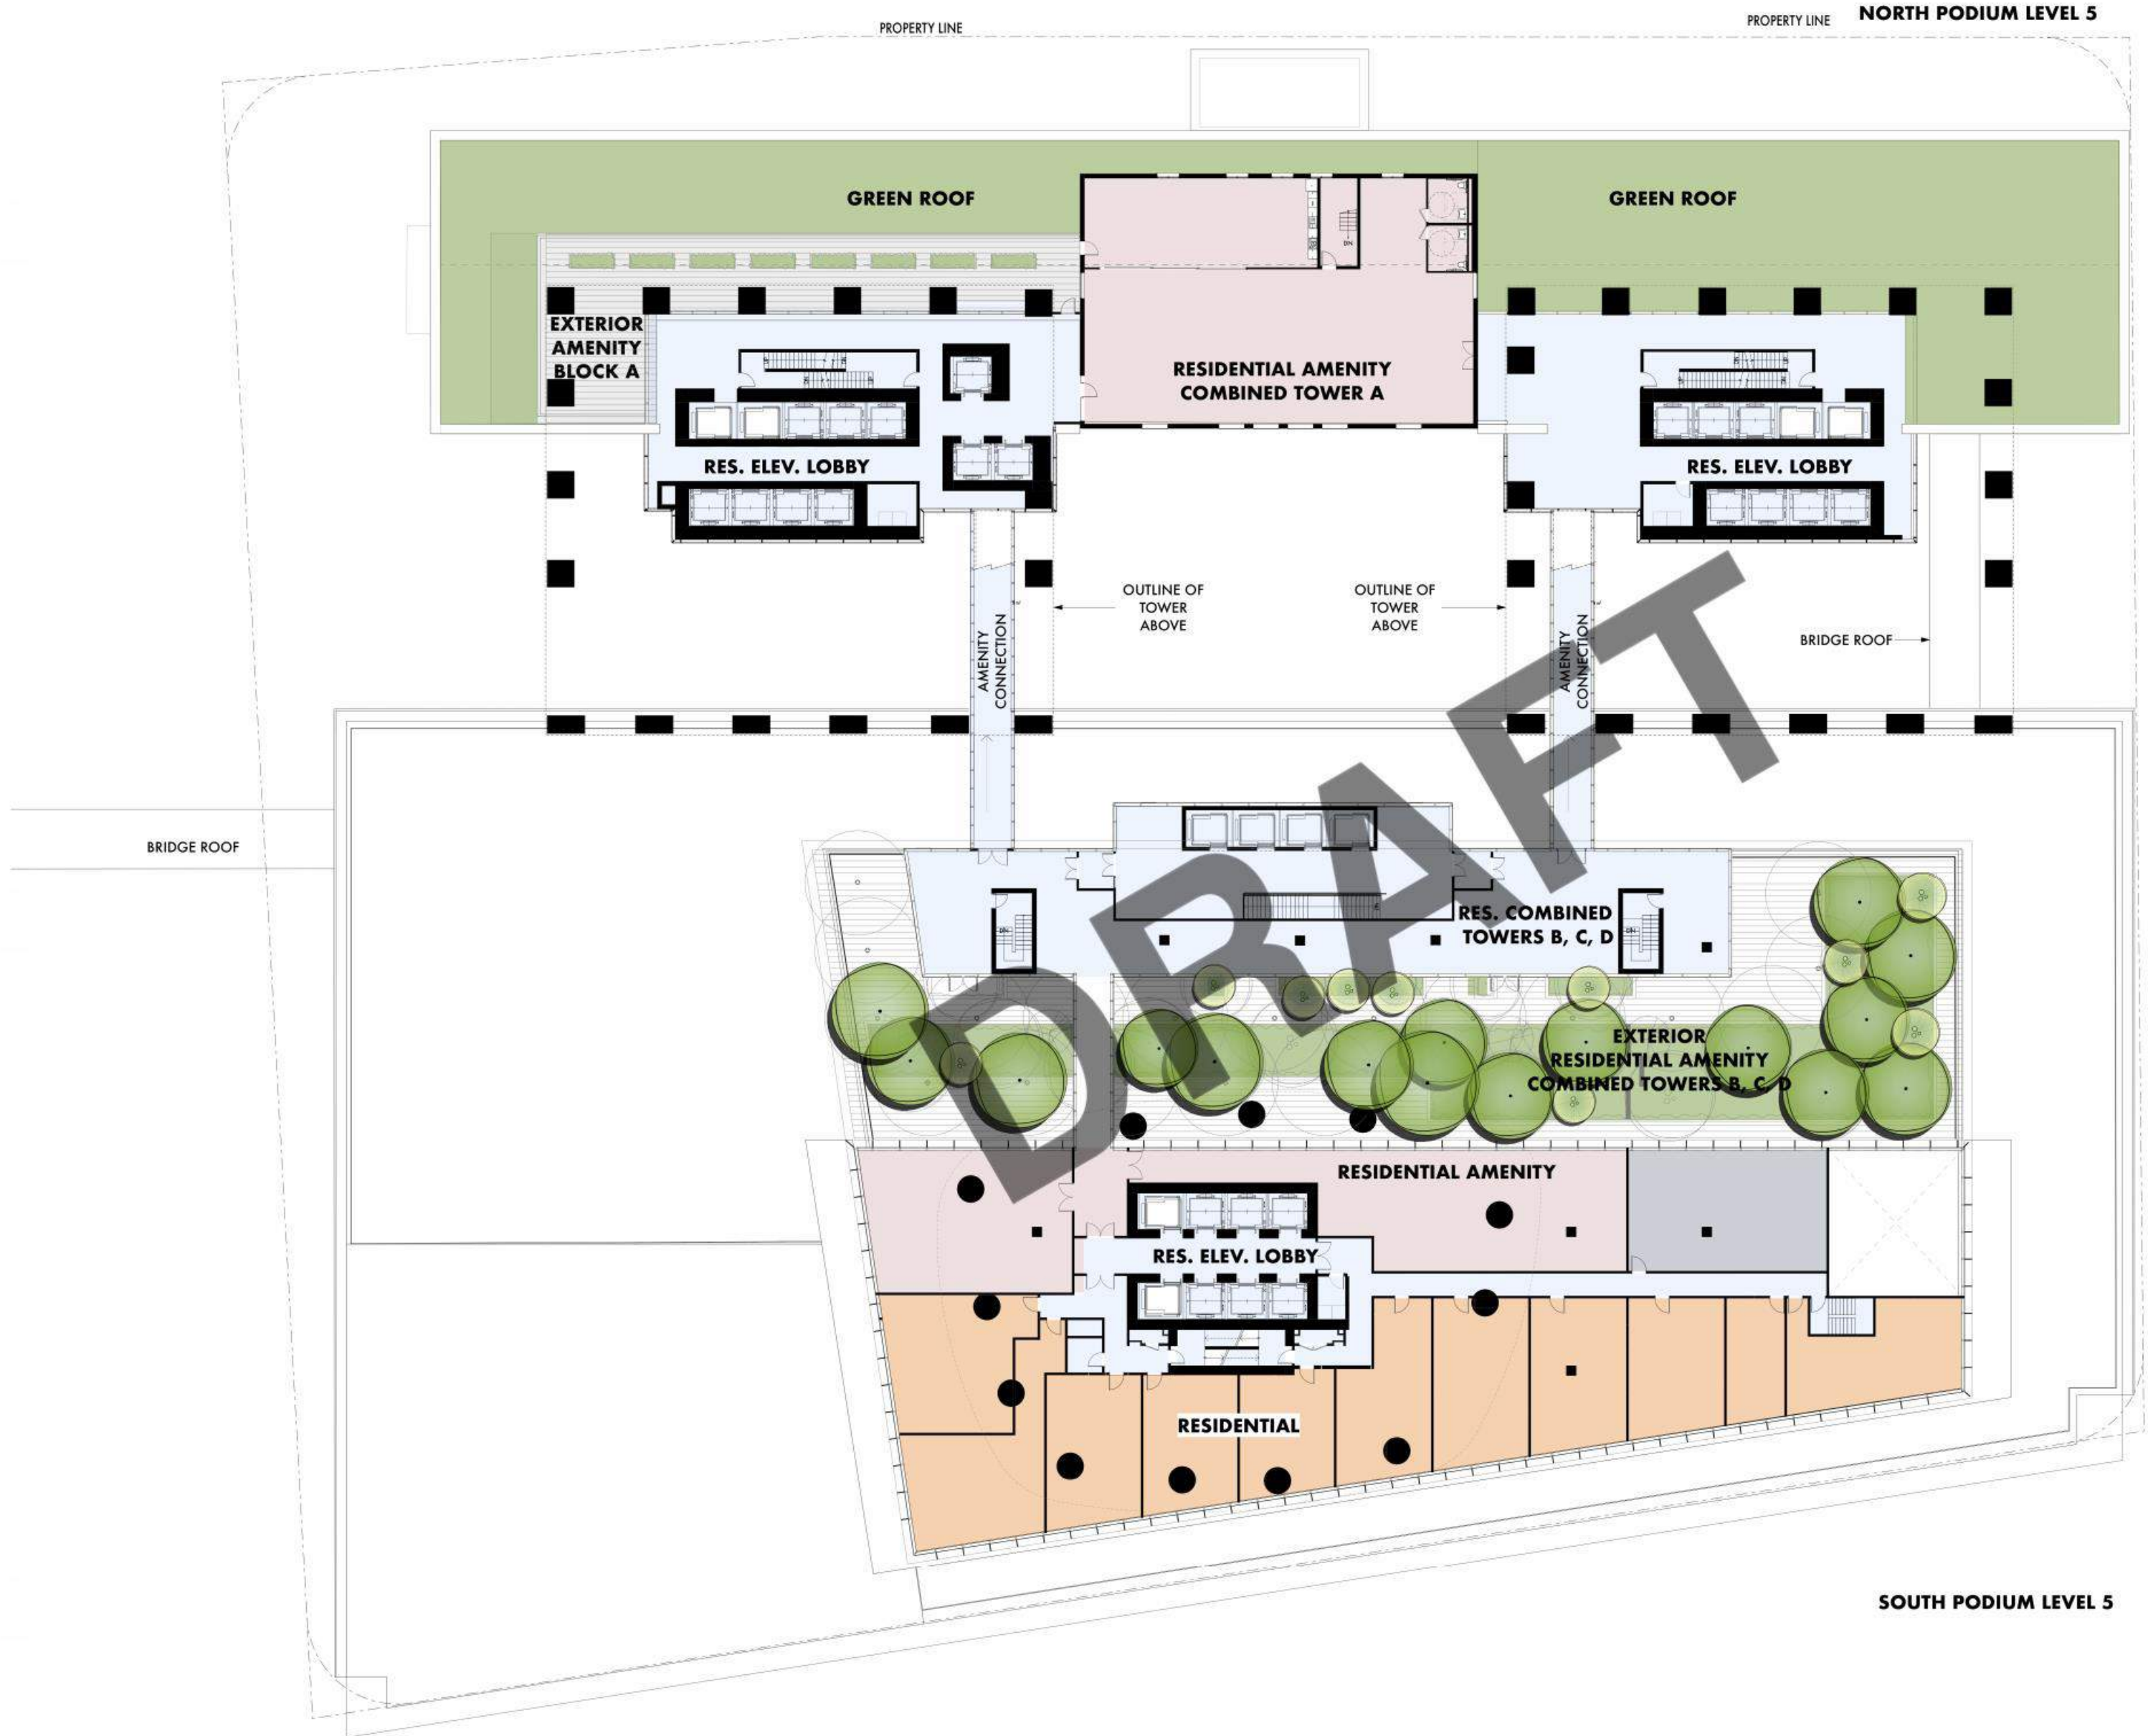 PROPERTY LINE
PROPERTY LINE
NORTH PODIUM LEVEL 5
GREEN ROOF
GREEN ROOF
DN
EXTERIOR
AMENITY
BLOCK A
RESIDENTIAL AMENITY
COMBINED TOWER A
RES. ELEV. LOBBY
RES. ELEV. LOBBY
OUTLINE OF
TOWER
ABOVE
OUTLINE OF
TOWER
ABOVE
AMENITY
CONNECTION
AMENITY
CONNECTION
BRIDGE ROOF
BRIDGE ROOF
DRAFT
RES. COMBINED
TOWERS B, C, D
DN
DN
EXTERIOR
RESIDENTIAL AMENITY
COMBINED TOWERS B, C, D
RESIDENTIAL AMENITY
RES. ELEV. LOBBY
RESIDENTIAL
SOUTH PODIUM LEVEL 5